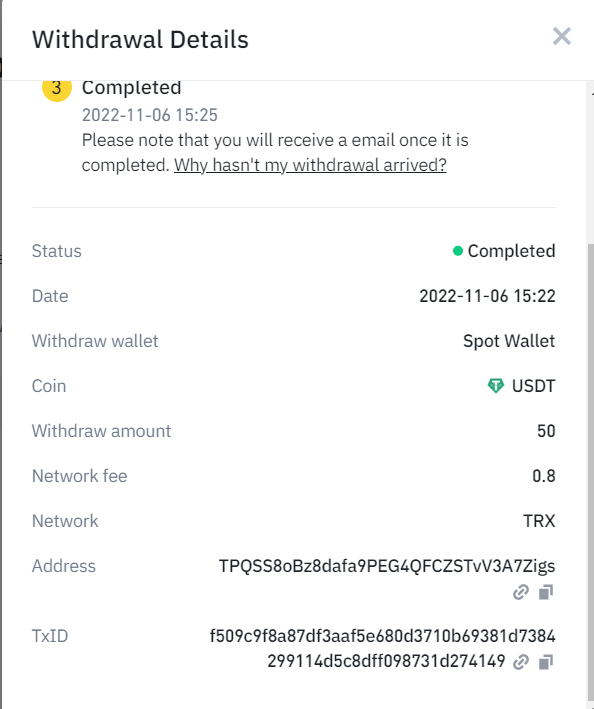 Withdrawal Details
3 Completed
2022-11-06 15:25
Please note that you will receive a email once it is
completed. Why hasn't my withdrawal arrived?
Status Completed
Date 2022-11-06 15:22
Withdraw wallet Spot Wallet
Coin USDT
Withdraw amount 50
Network fee 0.8
Network TRX
Address TPQSS8oBz8dafa9PEG4QFCZSTvV3A7Zigs
TxID f509c9f8a87df3aaf5e680d3710b69381d7384
299114d5c8dff098731d274149